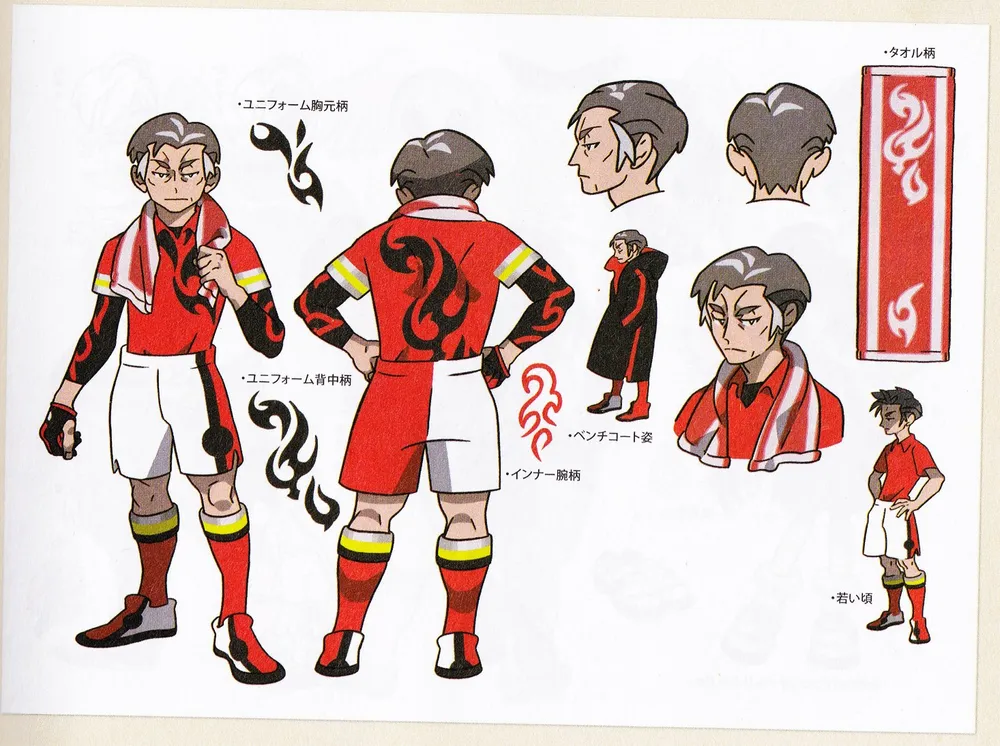 ・ユニフォーム胸元柄
・タオル柄
・ユニフォーム背中柄
・インナー腕柄
・ベンチコート姿
・若い頃